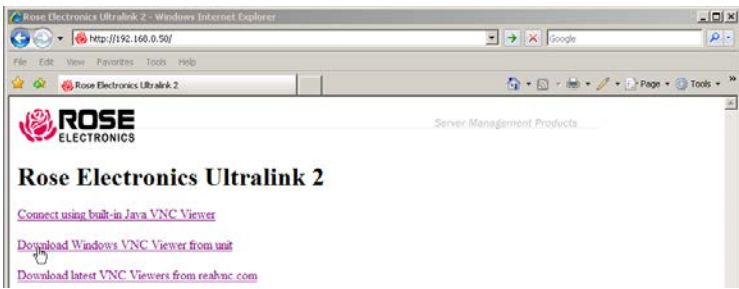 Rose Electronics Ultralink 2 - Windows Internet Explorer
http://192.168.0.50/
Google
File Edit View Favorites Tools Help
Rose Electronics Ultralink 2
Page Tools »
ROSE
ELECTRONICS
Server Management Products
Rose Electronics Ultralink 2
Connect using built-in Java VNC Viewer
Download Windows VNC Viewer from unit
Download latest VNC Viewers from realvnc.com